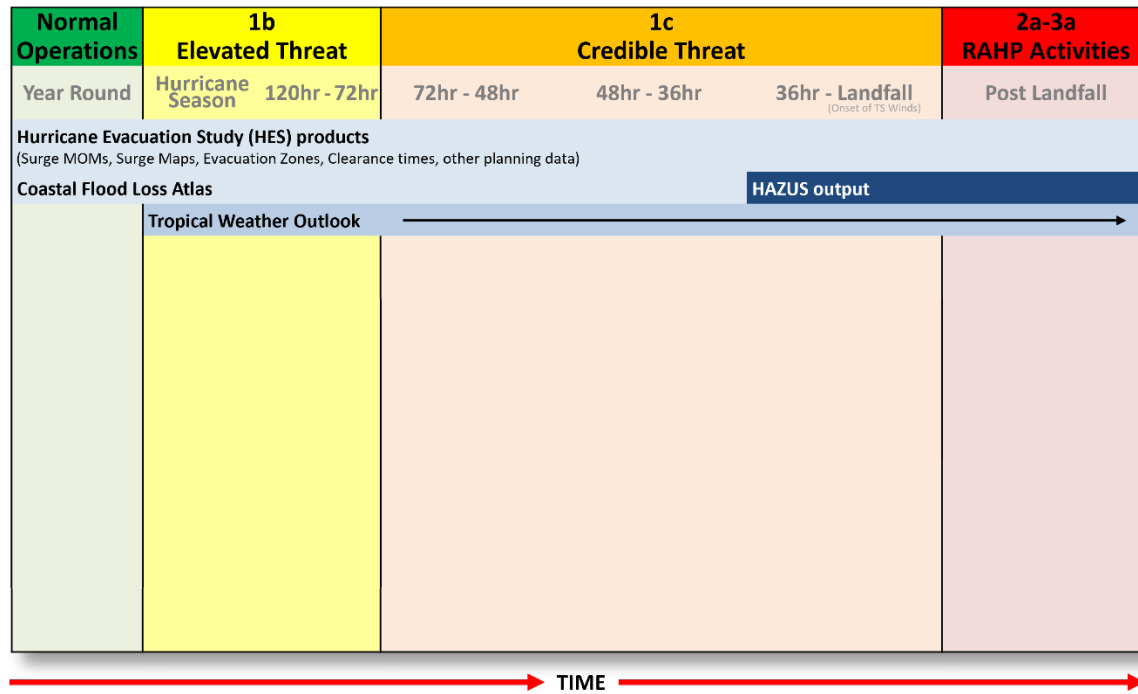 Normal Operations
1b
Elevated Threat
1c
Credible Threat
2a-3a
RAHP Activities
Year Round
Hurricane Season
120hr - 72hr
72hr - 48hr
48hr - 36hr
36hr - Landfall
(Onset of TS Winds)
Post Landfall
Hurricane Evacuation Study (HES) products
(Surge MOMs, Surge Maps, Evacuation Zones, Clearance times, other planning data)
Coastal Flood Loss Atlas
HAZUS output
Tropical Weather Outlook
TIME